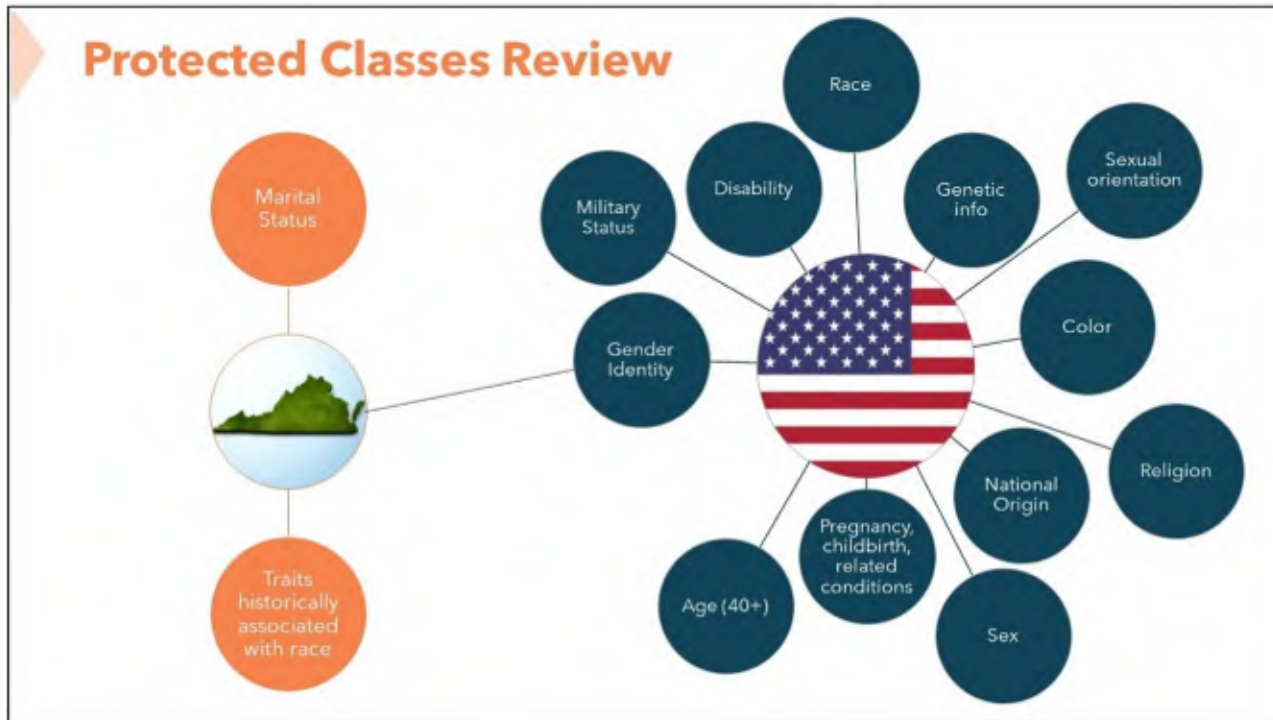 Protected Classes Review
Marital
Status
Traits
historically
associated
with race
Race
Disability
Military
Status
Gender
Identity
Genetic
info
Sexual
orientation
Color
Religion
National
Origin
Pregnancy,
childbirth,
related
conditions
Age (40+)
Sex